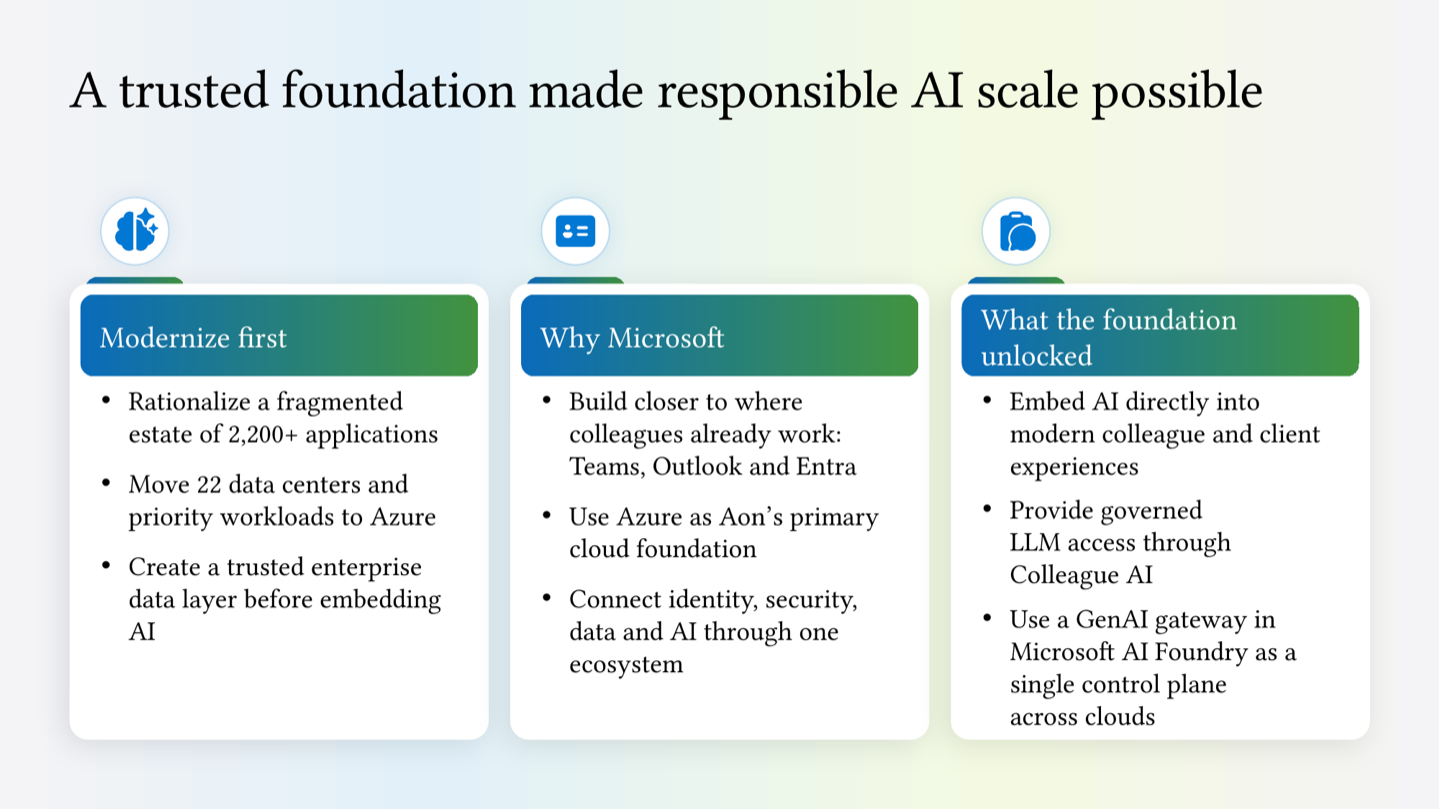 A trusted foundation made responsible AI scale possible
Modernize first
• Rationalize a fragmented
estate of 2,200+ applications
• Move 22 data centers and
priority workloads to Azure
• Create a trusted enterprise
data layer before embedding
AI
Why Microsoft
• Build closer to where
colleagues already work:
Teams, Outlook and Entra
• Use Azure as Aon’s primary
cloud foundation
• Connect identity, security,
data and AI through one
ecosystem
What the foundation
unlocked
• Embed AI directly into
modern colleague and client
experiences
• Provide governed
LLM access through
Colleague AI
• Use a GenAI gateway in
Microsoft AI Foundry as a
single control plane
across clouds